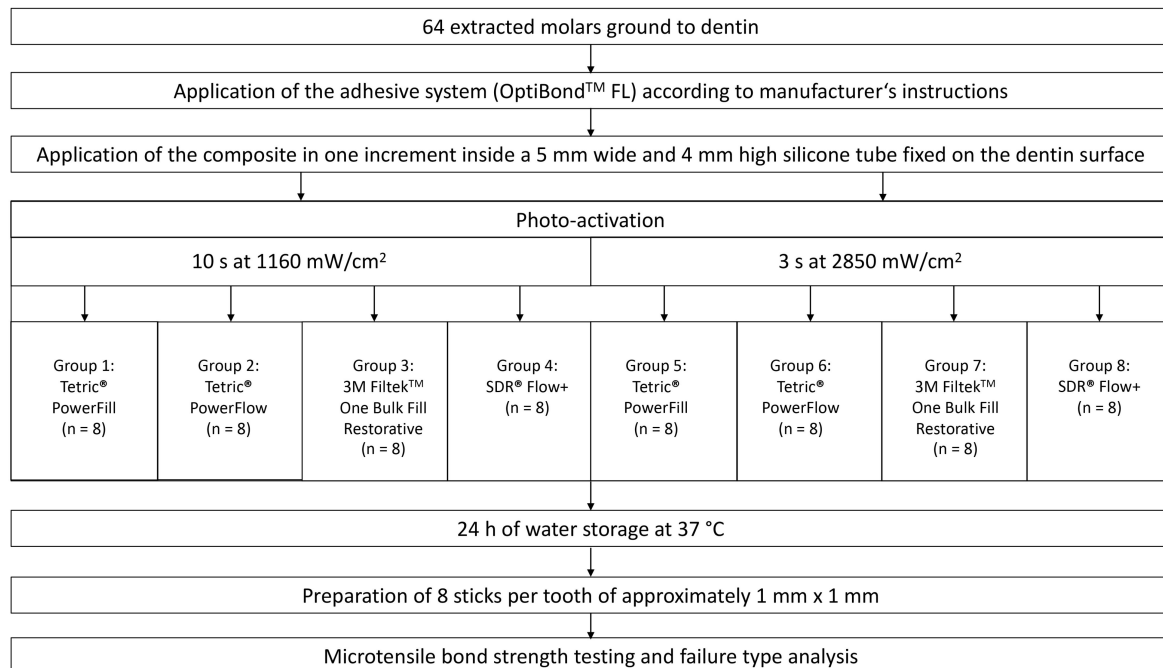 64 extracted molars ground to dentin
Application of the adhesive system (OptiBond™ FL) according to manufacturer‘s instructions
Application of the composite in one increment inside a 5 mm wide and 4 mm high silicone tube fixed on the dentin surface
Photo-activation
10 s at 1160 mW/cm²
3 s at 2850 mW/cm²
Group 1:
Tetric®
PowerFill
(n = 8)
Group 2:
Tetric®
PowerFlow
(n = 8)
Group 3:
3M Filtek™
One Bulk Fill
Restorative
(n = 8)
Group 4:
SDR® Flow+
(n = 8)
Group 5:
Tetric®
PowerFill
(n = 8)
Group 6:
Tetric®
PowerFlow
(n = 8)
Group 7:
3M Filtek™
One Bulk Fill
Restorative
(n = 8)
Group 8:
SDR® Flow+
(n = 8)
24 h of water storage at 37 °C
Preparation of 8 sticks per tooth of approximately 1 mm x 1 mm
Microtensile bond strength testing and failure type analysis